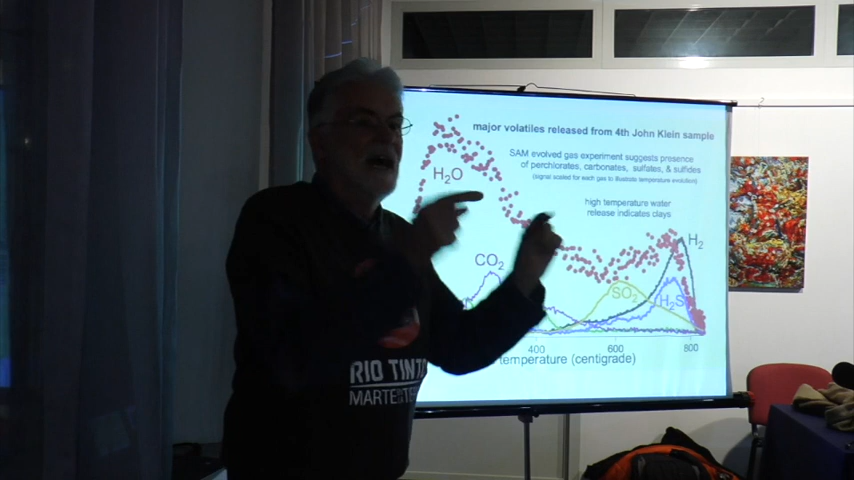 major volatiles released from 4th John Klein sample
SAM evolved gas experiment suggests presence
of perchlorates, carbonates, sulfates, & sulfides
(signal scaled for each gas to illustrate temperature evolution)
H2O
high temperature water
release indicates clays
H2
CO2
SO2
H2S
400
600
800
temperature (centigrade)
RIO TINTO
MARTE